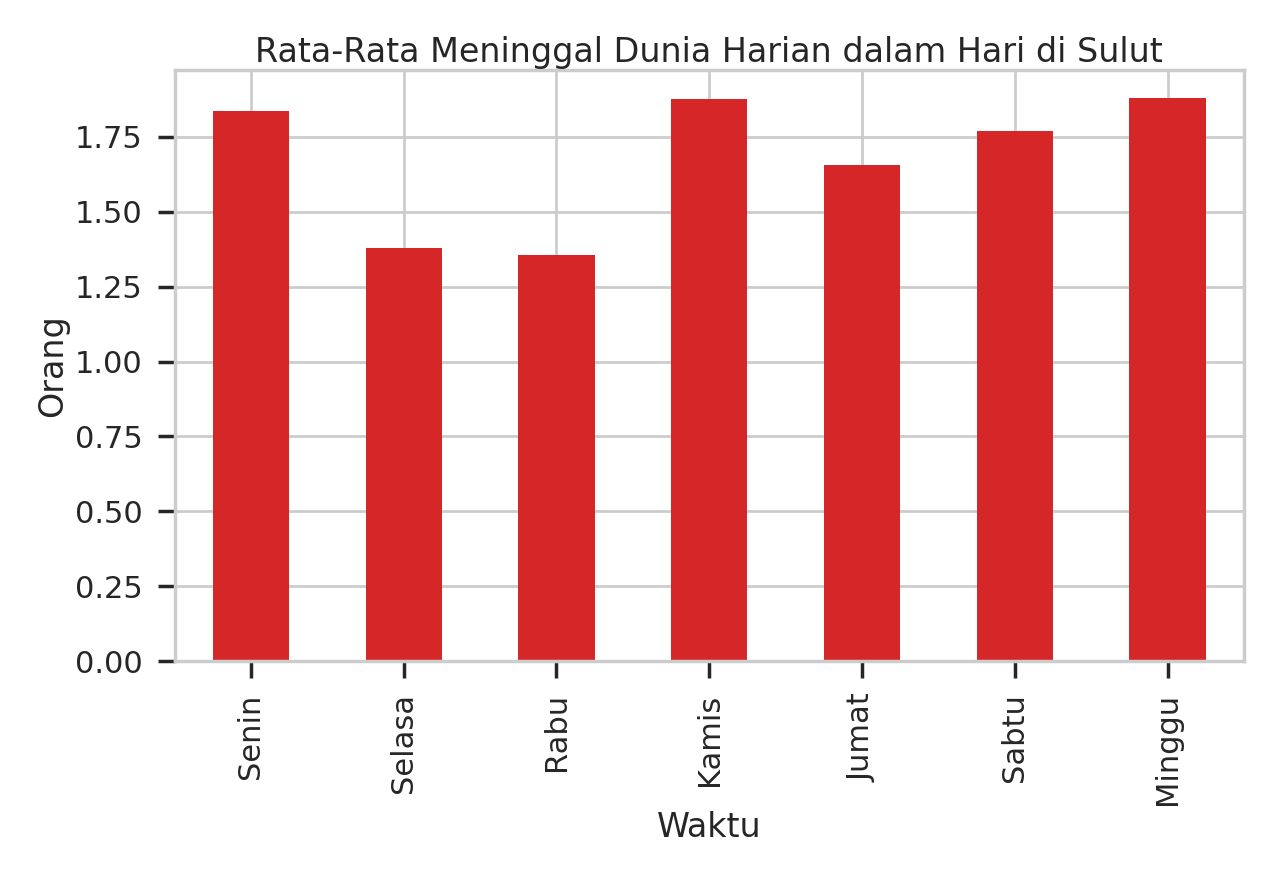 Rata-Rata Meninggal Dunia Harian dalam Hari di Sulut
Orang
1.75
1.50
1.25
1.00
0.75
0.50
0.25
0.00
Senin
Selasa
Rabu
Kamis
Jumat
Sabtu
Minggu
Waktu